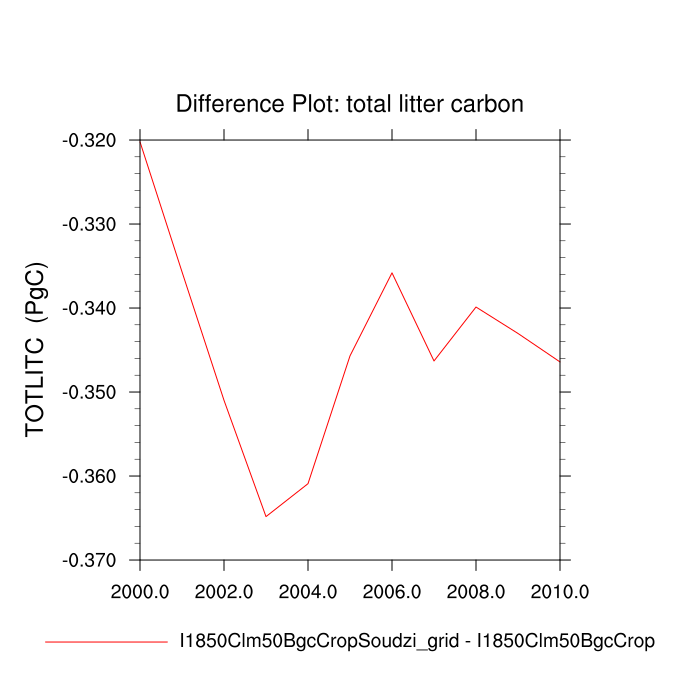 Difference Plot: total litter carbon
TOTLITC (PgC)
-0.320
-0.330
-0.340
-0.350
-0.360
-0.370
2000.0 2002.0 2004.0 2006.0 2008.0 2010.0
I1850Clm50BgcCropSoudzi_grid - I1850Clm50BgcCrop